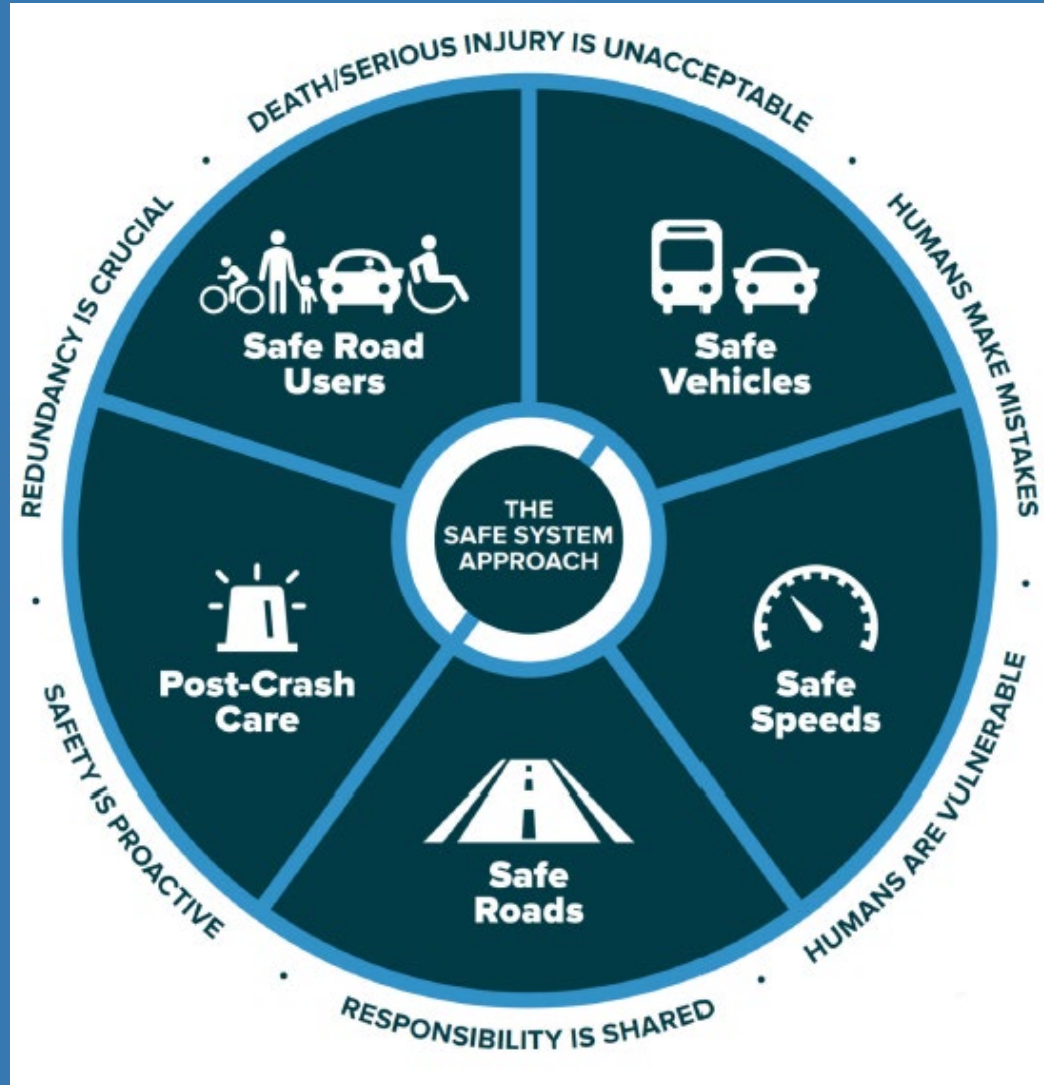 DEATH/SERIOUS INJURY IS UNACCEPTABLE
HUMANS MAKE MISTAKES
HUMANS ARE VULNERABLE
RESPONSIBILITY IS SHARED
SAFETY IS PROACTIVE
REDUNDANCY IS CRUCIAL
Safe Road
Users
Safe
Vehicles
Safe
Speeds
Safe
Roads
Post-Crash
Care
THE
SAFE SYSTEM
APPROACH